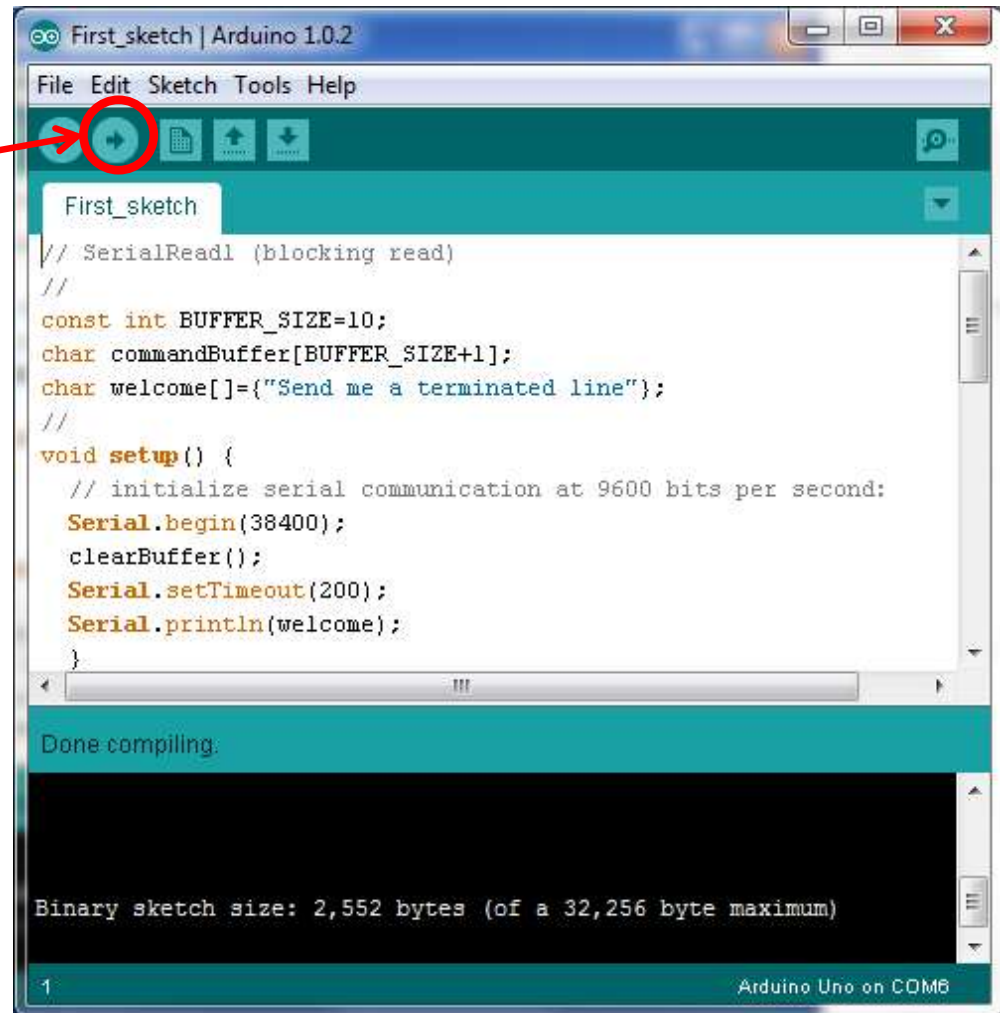 First_sketch | Arduino 1.0.2
File Edit Sketch Tools Help
First_sketch
// SerialRead1 (blocking read)
//
const int BUFFER_SIZE=10;
char commandBuffer[BUFFER_SIZE+1];
char welcome[]={"Send me a terminated line"};
//
void setup() {
  // initialize serial communication at 9600 bits per second:
  Serial.begin(38400);
  clearBuffer();
  Serial.setTimeout(200);
  Serial.println(welcome);
  }
Done compiling.
Binary sketch size: 2,552 bytes (of a 32,256 byte maximum)
1 Arduino Uno on COM6